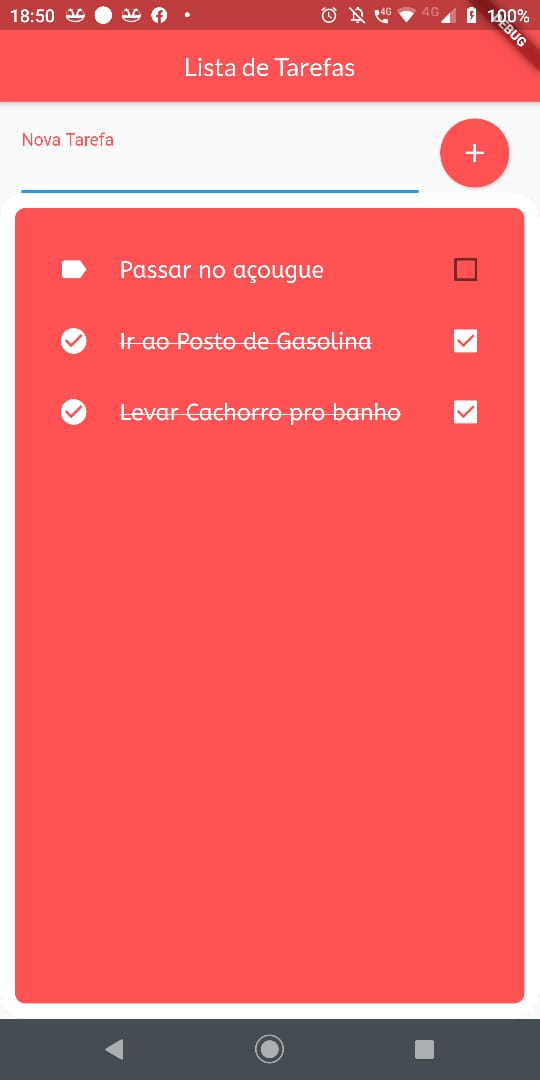 18:50 4G 4G 100%
DEBUG
Lista de Tarefas
Nova Tarefa
+
Passar no açougue
Ir ao Posto de Gasolina
Levar Cachorro pro banho